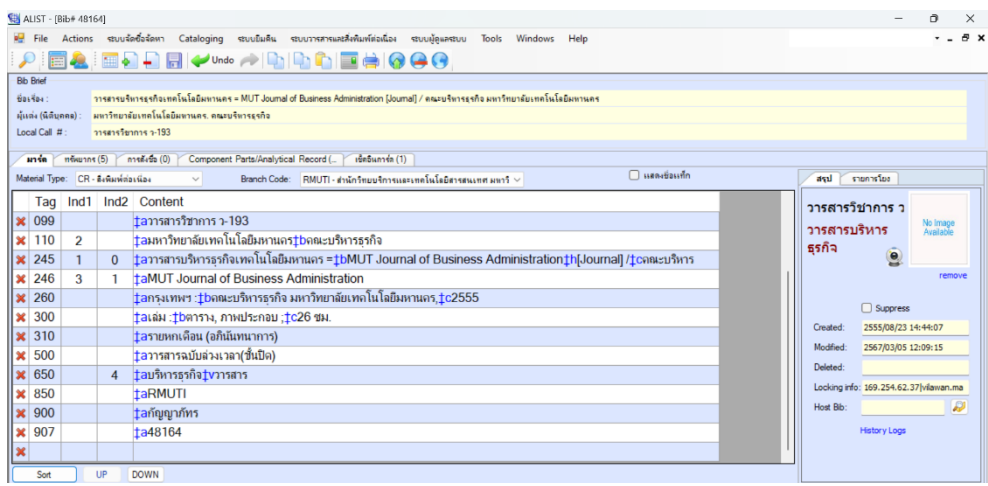 ALIST - [Bib# 48164]
File Actions ระบบจัดซื้อจัดหา Cataloging ระบบยืมคืน ระบบวารสารและสิ่งพิมพ์ต่อเนื่อง ระบบผู้ดูแลระบบ Tools Windows Help
Undo
Bib Brief
ชื่อเรื่อง : วารสารบริหารธุรกิจเทคโนโลยีมหานคร = MUT Journal of Business Administration [Journal] / คณะบริหารธุรกิจ มหาวิทยาลัยเทคโนโลยีมหานคร
ผู้แต่ง (นิติบุคคล) : มหาวิทยาลัยเทคโนโลยีมหานคร. คณะบริหารธุรกิจ
Local Call # : วารสารวิชาการ ว-193
มาร์ค ทรัพยากร (5) การสั่งซื้อ (0) Component Parts/Analytical Record (... เช็คอินการ์ด (1)
Material Type: CR - สิ่งพิมพ์ต่อเนื่อง Branch Code: RMUTI - สำนักวิทยบริการและเทคโนโลยีสารสนเทศ มหาวิ แสดงชื่อแท็ก
สรุป รายการโยง
Tag Ind1 Ind2 Content
099 ‡aวารสารวิชาการ ว-193
110 2 ‡aมหาวิทยาลัยเทคโนโลยีมหานคร‡bคณะบริหารธุรกิจ
245 1 0 ‡aวารสารบริหารธุรกิจเทคโนโลยีมหานคร =‡bMUT Journal of Business Administration‡h[Journal] /‡cคณะบริหาร
246 3 1 ‡aMUT Journal of Business Administration
260 ‡aกรุงเทพฯ :‡bคณะบริหารธุรกิจ มหาวิทยาลัยเทคโนโลยีมหานคร,‡c2555
300 ‡aเล่ม :‡bตาราง, ภาพประกอบ ;‡c26 ซม.
310 ‡aรายหกเดือน (อภินันทนาการ)
500 ‡aวารสารฉบับล่วงเวลา(ชั้นปิด)
650 4 ‡aบริหารธุรกิจ‡vวารสาร
850 ‡aRMUTI
900 ‡aกัญญาภัทร
907 ‡a48164
Sort UP DOWN
วารสารวิชาการ ว
วารสารบริหาร
ธุรกิจ
No Image
Available
remove
Suppress
Created: 2555/08/23 14:44:07
Modified: 2567/03/05 12:09:15
Deleted:
Locking info: 169.254.62.37|vilawan.ma
Host Bib:
History Logs